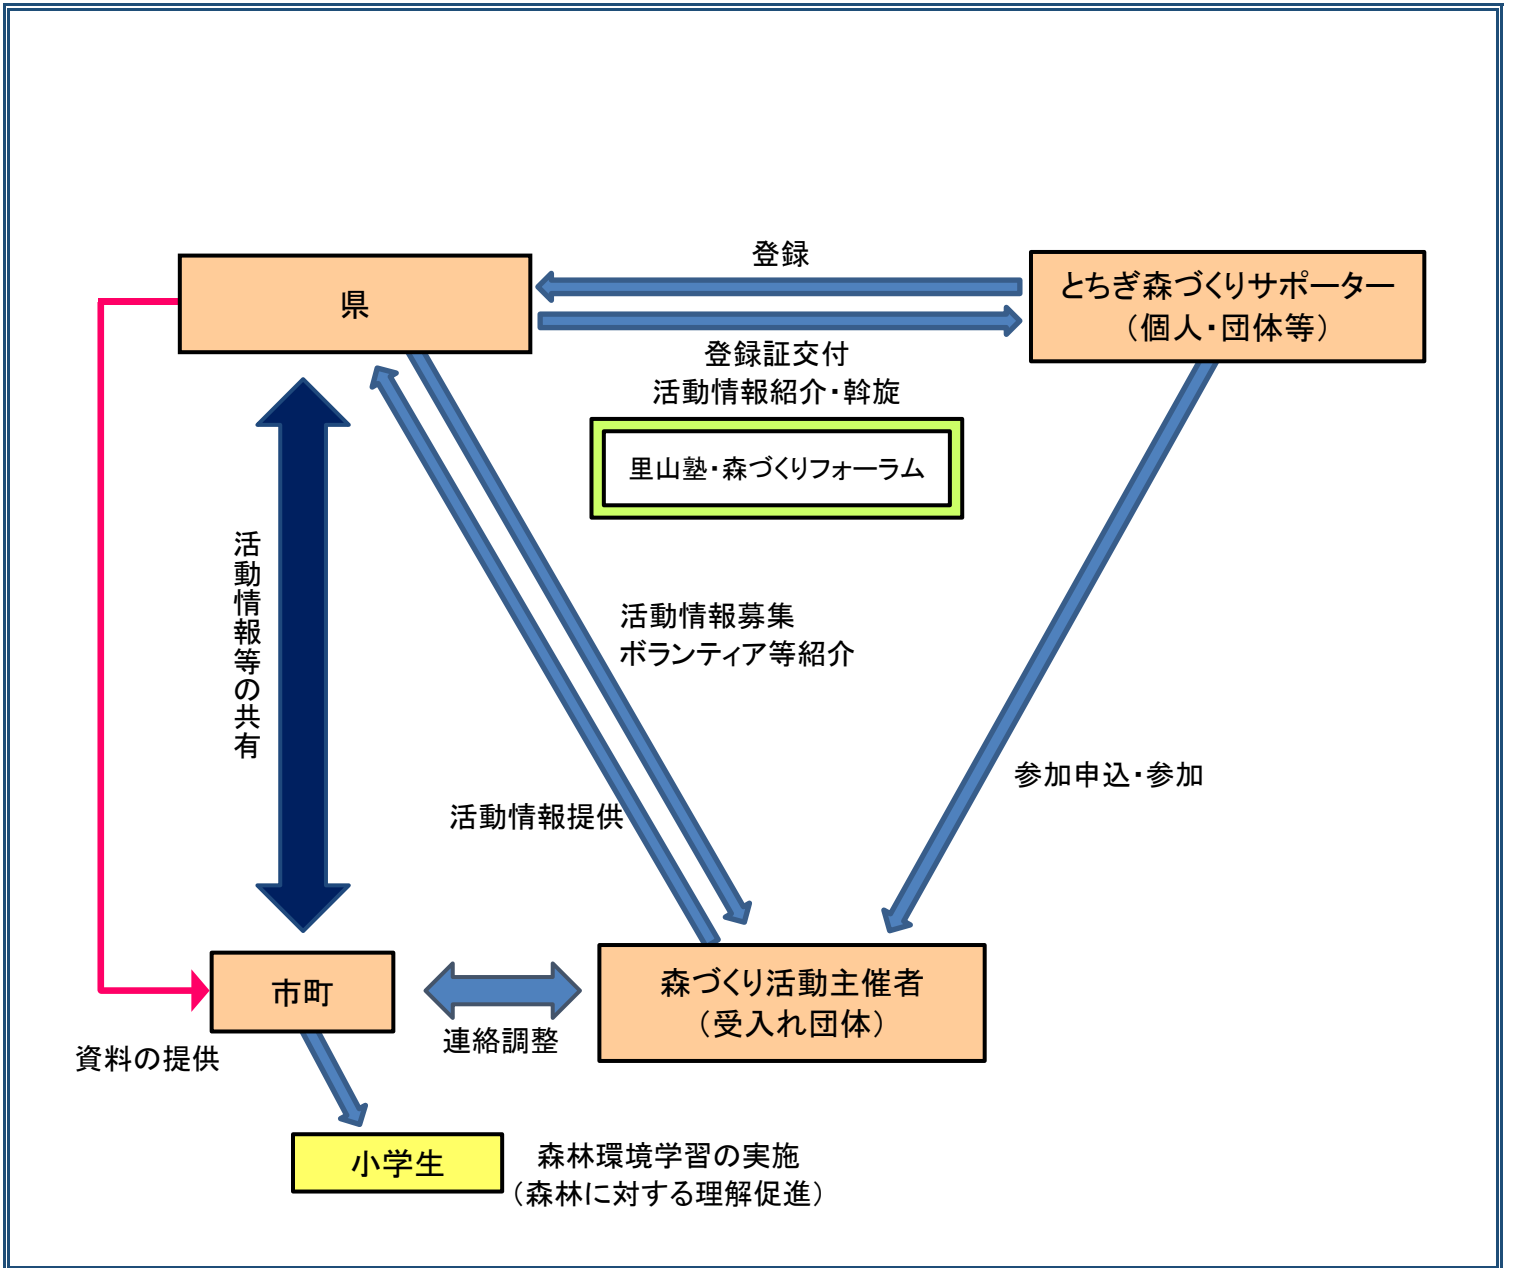 登録
県
とちぎ森づくりサポーター
（個人・団体等）
登録証交付
活動情報紹介・斡旋
里山塾・森づくりフォーラム
活動情報等の共有
活動情報募集
ボランティア等紹介
参加申込・参加
活動情報提供
市町
連絡調整
森づくり活動主催者
（受入れ団体）
資料の提供
小学生
森林環境学習の実施
（森林に対する理解促進）